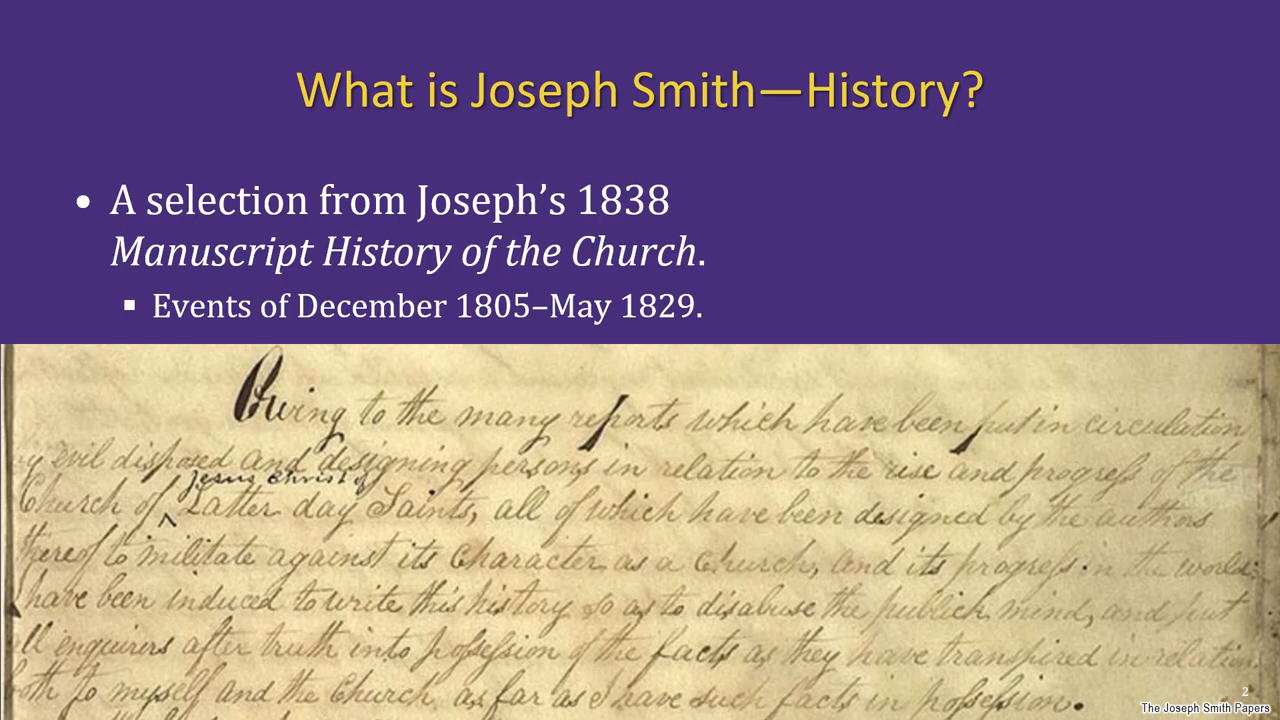 What is Joseph Smith—History?
• A selection from Joseph’s 1838
Manuscript History of the Church.
▪ Events of December 1805–May 1829.
Owing to the many reports which have been put in circulation
by evil disposed and designing persons in relation to the rise and progress of the
Jesus Christ of
Church of ^ Latter day Saints, all of which have been designed by the authors
thereof to militate against its character as a church, and its progress in the world;
have been induced to write this history so as to disabuse the publick mind, and put
all enquirers after truth into possession of the facts as they have transpired in relation
both to myself and the Church as far as I have such facts in possession.
2
The Joseph Smith Papers